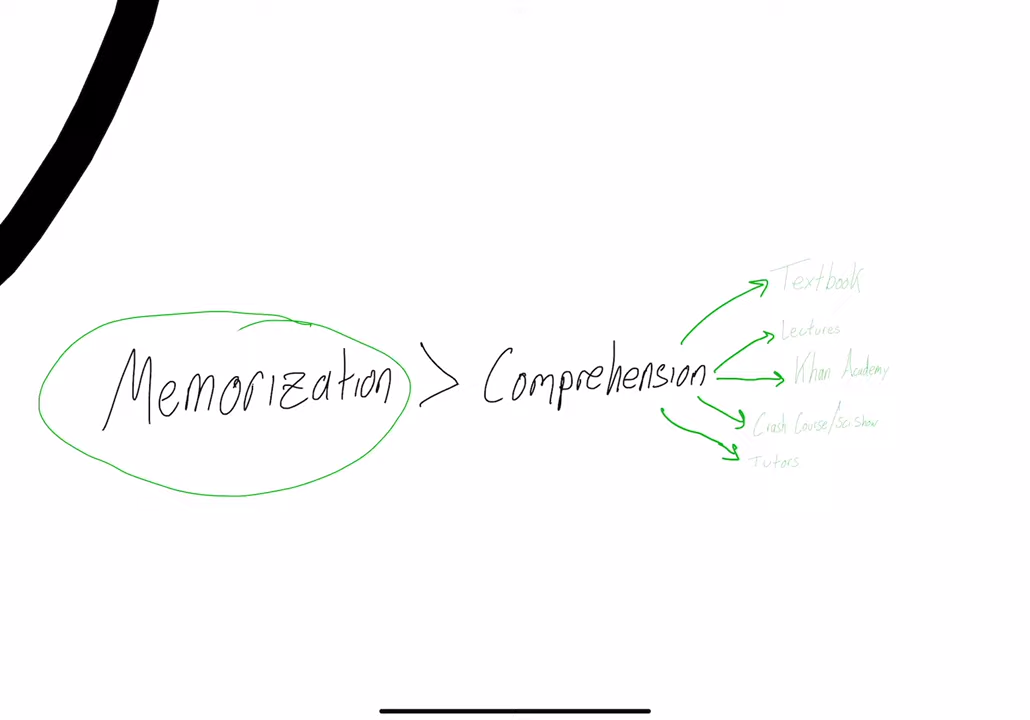 Textbook
Lectures
Memorization > Comprehension
Khan Academy
Crash Course/Sci Show
Tutors